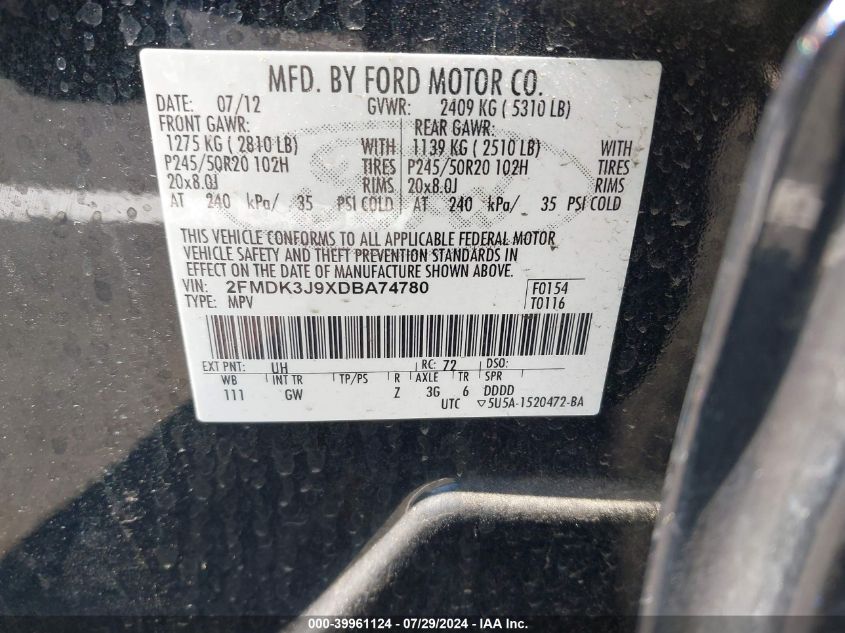 MFD. BY FORD MOTOR CO.
DATE: 07/12 GVWR: 2409 KG ( 5310 LB)
FRONT GAWR: REAR GAWR:
1275 KG ( 2810 LB) WITH 1139 KG ( 2510 LB) WITH
P245/50R20 102H TIRES P245/50R20 102H TIRES
20x8.0J RIMS 20x8.0J RIMS
AT 240 kPa/ 35 PSI COLD AT 240 kPa/ 35 PSI COLD
THIS VEHICLE CONFORMS TO ALL APPLICABLE FEDERAL MOTOR
VEHICLE SAFETY AND THEFT PREVENTION STANDARDS IN
EFFECT ON THE DATE OF MANUFACTURE SHOWN ABOVE.
VIN: 2FMDK3J9XDBA74780 F0154
TYPE: MPV T0116
EXT PNT: UH RC: 72 DSO:
WB INT TR TP/PS R AXLE TR SPR
111 GW Z 3G 6 DDDD
UTC ▽5U5A-1520472-BA
000-39961124 - 07/29/2024 - IAAI.com